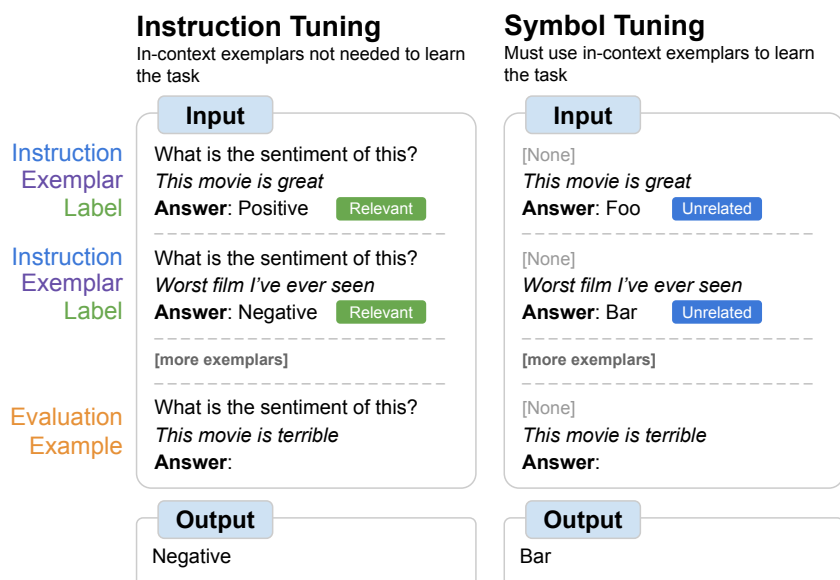 Instruction Tuning
In-context exemplars not needed to learn
the task
Input
Instruction
Exemplar
Label
What is the sentiment of this?
This movie is great
Answer: Positive
Relevant
Instruction
Exemplar
Label
What is the sentiment of this?
Worst film I've ever seen
Answer: Negative
Relevant
[more exemplars]
Evaluation
Example
What is the sentiment of this?
This movie is terrible
Answer:
Output
Negative
Symbol Tuning
Must use in-context exemplars to learn
the task
Input
[None]
This movie is great
Answer: Foo
Unrelated
[None]
Worst film I've ever seen
Answer: Bar
Unrelated
[more exemplars]
[None]
This movie is terrible
Answer:
Output
Bar